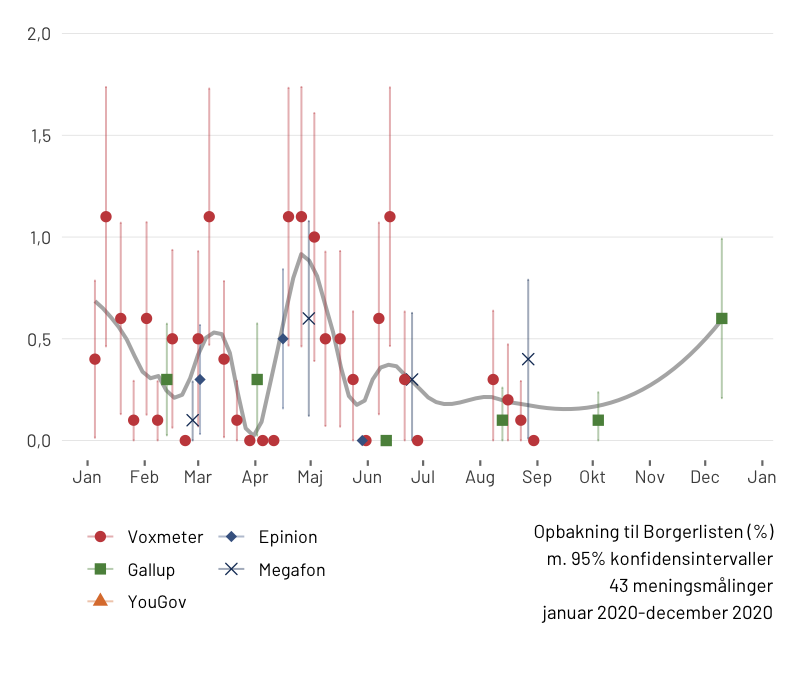 2,0
1,5
1,0
0,5
0,0
Jan Feb Mar Apr Maj Jun Jul Aug Sep Okt Nov Dec Jan
Voxmeter
Epinion
Gallup
Megafon
YouGov
Opbakning til Borgerlisten (%)
m. 95% konfidensintervaller
43 meningsmålinger
januar 2020-december 2020